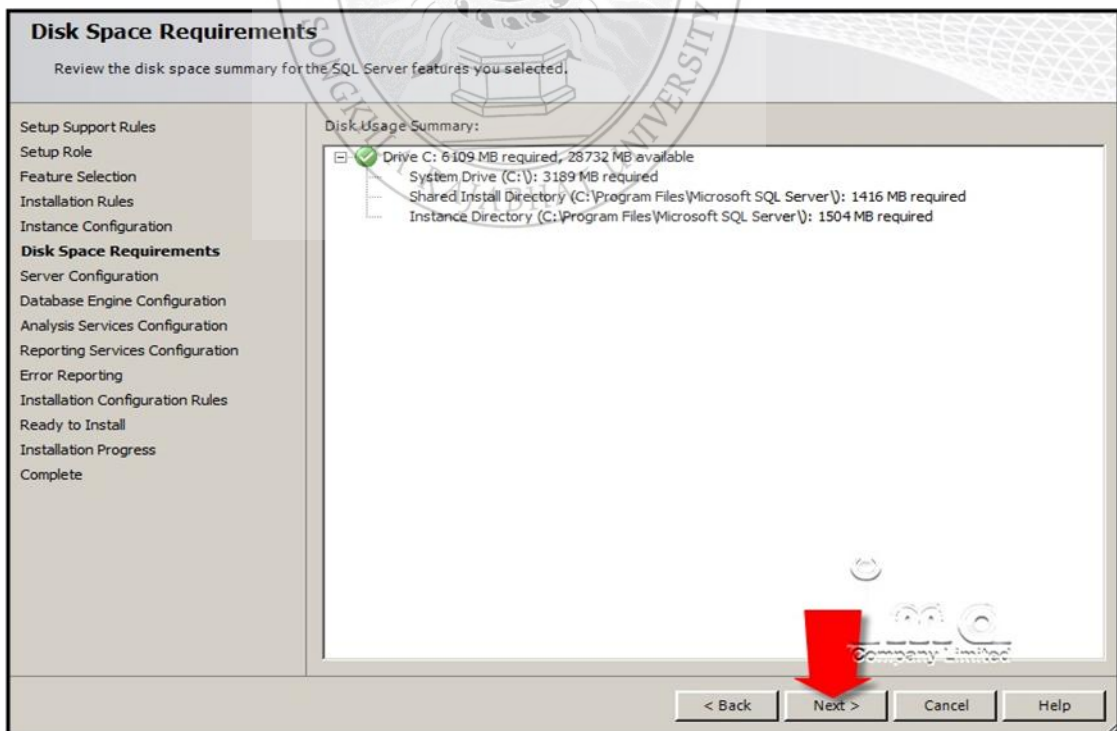 Disk Space Requirements
Review the disk space summary for the SQL Server features you selected.
Setup Support Rules
Setup Role
Feature Selection
Installation Rules
Instance Configuration
Disk Space Requirements
Server Configuration
Database Engine Configuration
Analysis Services Configuration
Reporting Services Configuration
Error Reporting
Installation Configuration Rules
Ready to Install
Installation Progress
Complete
Disk Usage Summary:
Drive C: 6109 MB required, 28732 MB available
System Drive (C:\): 3189 MB required
Shared Install Directory (C:\Program Files\Microsoft SQL Server\): 1416 MB required
Instance Directory (C:\Program Files\Microsoft SQL Server\): 1504 MB required
SONGKHLA RAJABHAT UNIVERSITY
ima
Company Limited
< Back
Next >
Cancel
Help